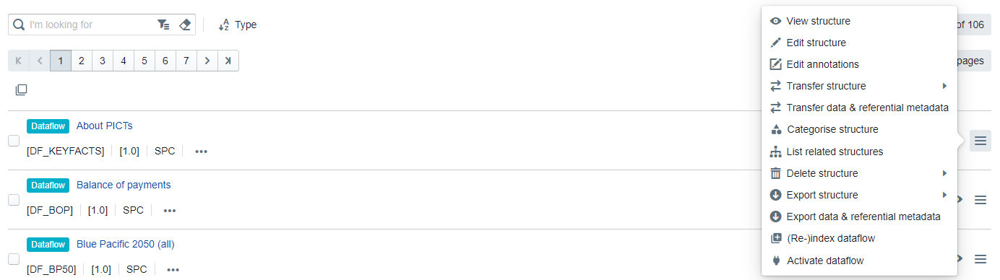 I'm looking for
A Z Type
of 106
1 2 3 4 5 6 7
pages
Dataflow About PICTs
[DF_KEYFACTS] [1.0] SPC
Dataflow Balance of payments
[DF_BOP] [1.0] SPC
Dataflow Blue Pacific 2050 (all)
[DF_BP50] [1.0] SPC
View structure
Edit structure
Edit annotations
Transfer structure
Transfer data & referential metadata
Categorise structure
List related structures
Delete structure
Export structure
Export data & referential metadata
(Re-)index dataflow
Activate dataflow